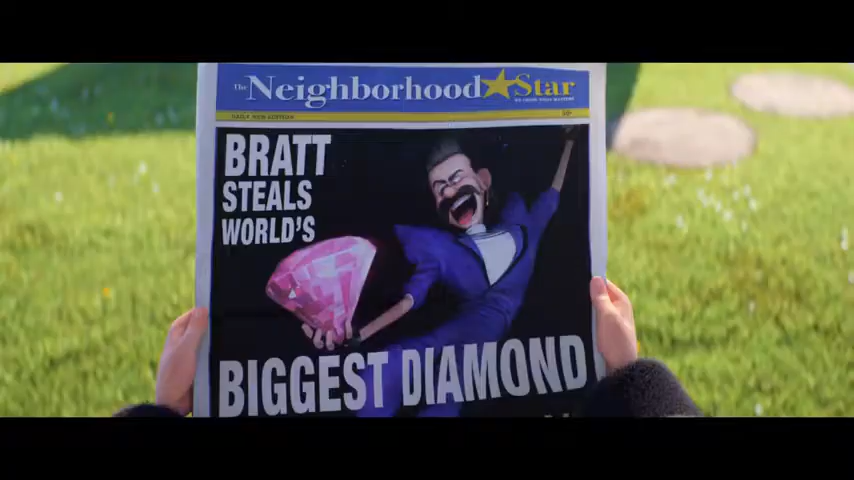 The Neighborhood Star
BRATT
STEALS
WORLD'S
BIGGEST DIAMOND